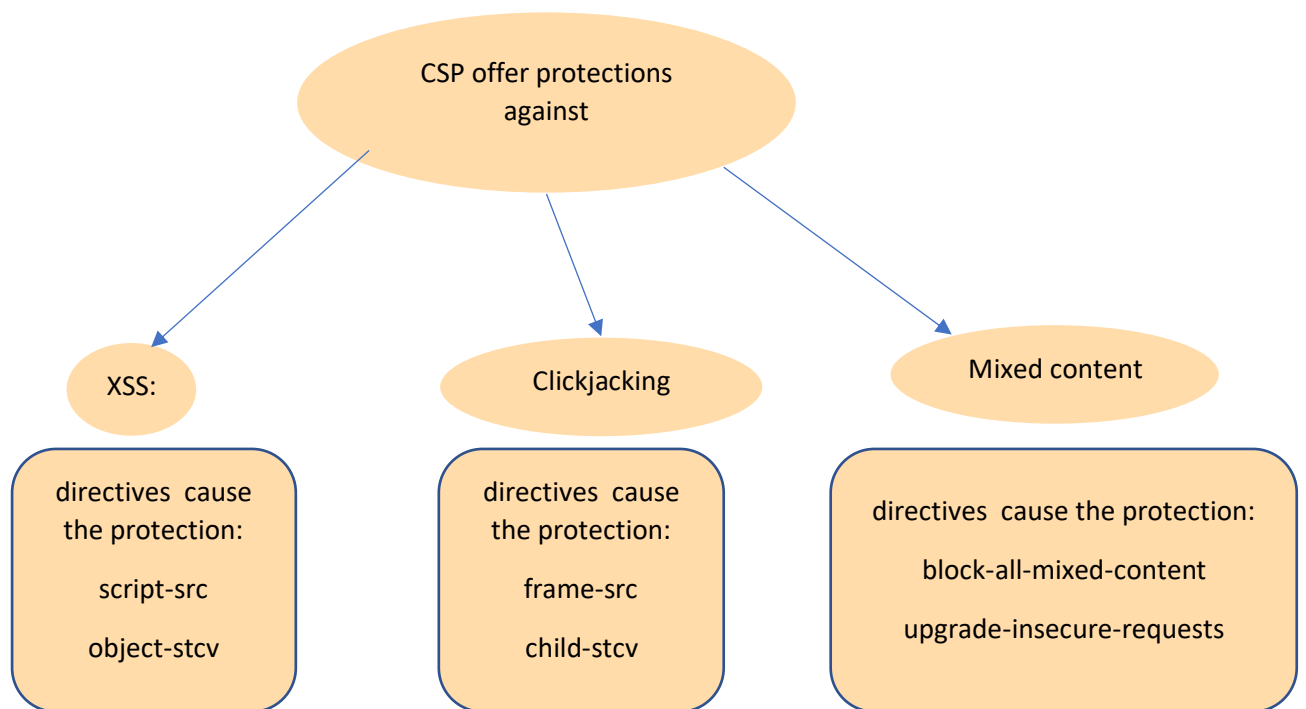 CSP offer protections
against
XSS:
Clickjacking
Mixed content
directives cause
the protection:
script-src
object-stcv
directives cause
the protection:
frame-src
child-stcv
directives cause the protection:
block-all-mixed-content
upgrade-insecure-requests